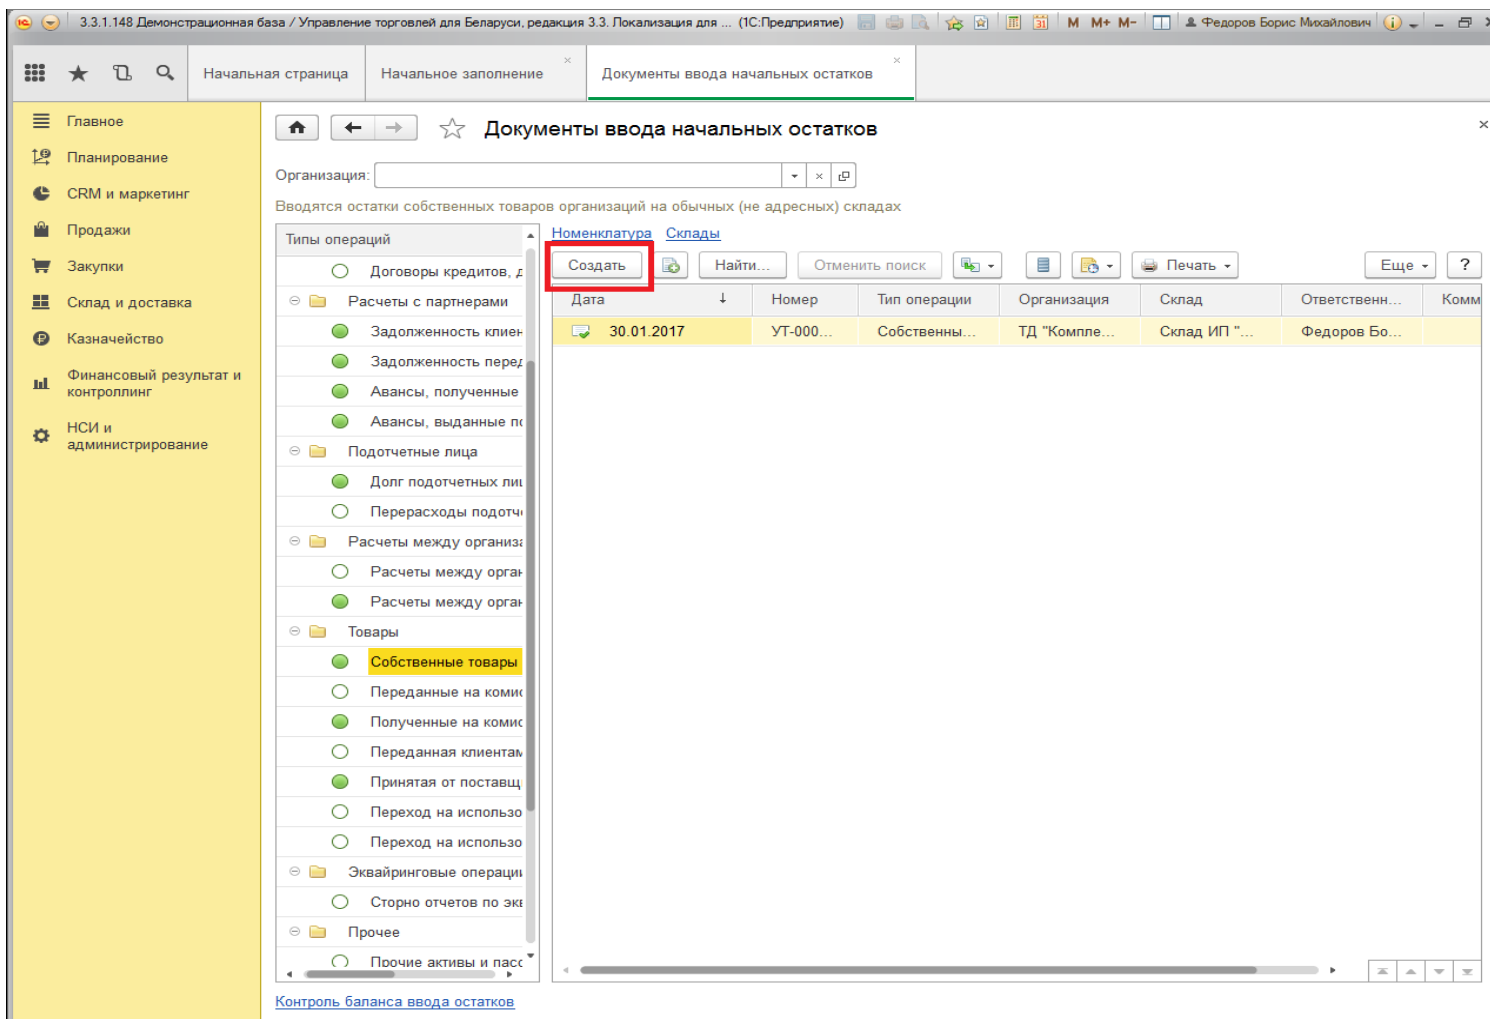 3.3.1.148 Демонстрационная база / Управление торговлей для Беларуси, редакция 3.3. Локализация для ... (1С:Предприятие) 31 M M+ M- Федоров Борис Михайлович
Начальная страница Начальное заполнение Документы ввода начальных остатков
Главное
Планирование
CRM и маркетинг
Продажи
Закупки
Склад и доставка
Казначейство
Финансовый результат и
контроллинг
НСИ и
администрирование
Документы ввода начальных остатков
Организация:
Вводятся остатки собственных товаров организаций на обычных (не адресных) складах
Типы операций
Договоры кредитов, д
Расчеты с партнерами
Задолженность клиен
Задолженность перед
Авансы, полученные
Авансы, выданные по
Подотчетные лица
Долг подотчетных лиц
Перерасходы подотч
Расчеты между организа
Расчеты между орган
Расчеты между орган
Товары
Собственные товары
Переданные на комис
Полученные на комис
Переданная клиентам
Принятая от поставщ
Переход на использо
Переход на использо
Эквайринговые операции
Сторно отчетов по экв
Прочее
Прочие активы и пасс
Номенклатура Склады
Создать Найти... Отменить поиск Печать Еще ?
Дата ↓ Номер Тип операции Организация Склад Ответственн... Комм
30.01.2017 УТ-000... Собственны... ТД "Компле... Склад ИП "... Федоров Бо...
Контроль баланса ввода остатков